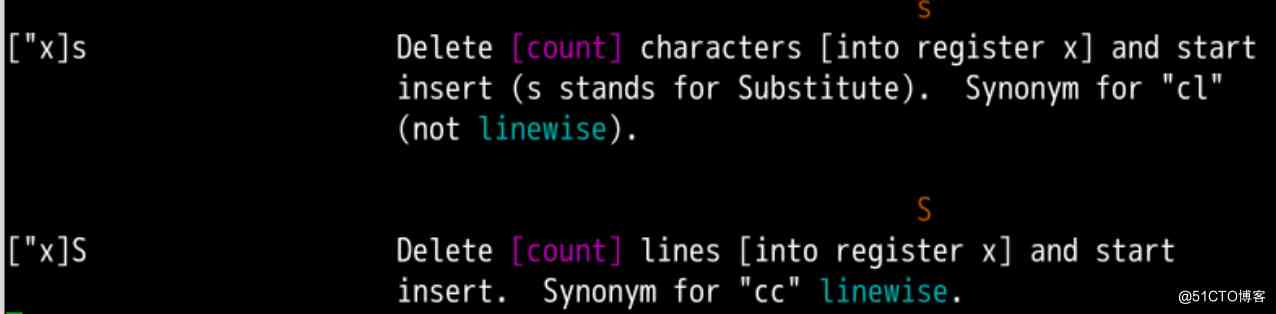 s
["x]s Delete [count] characters [into register x] and start
insert (s stands for Substitute).  Synonym for "cl"
(not linewise).
S
["x]S Delete [count] lines [into register x] and start
insert.  Synonym for "cc" linewise.
@51CTO博客